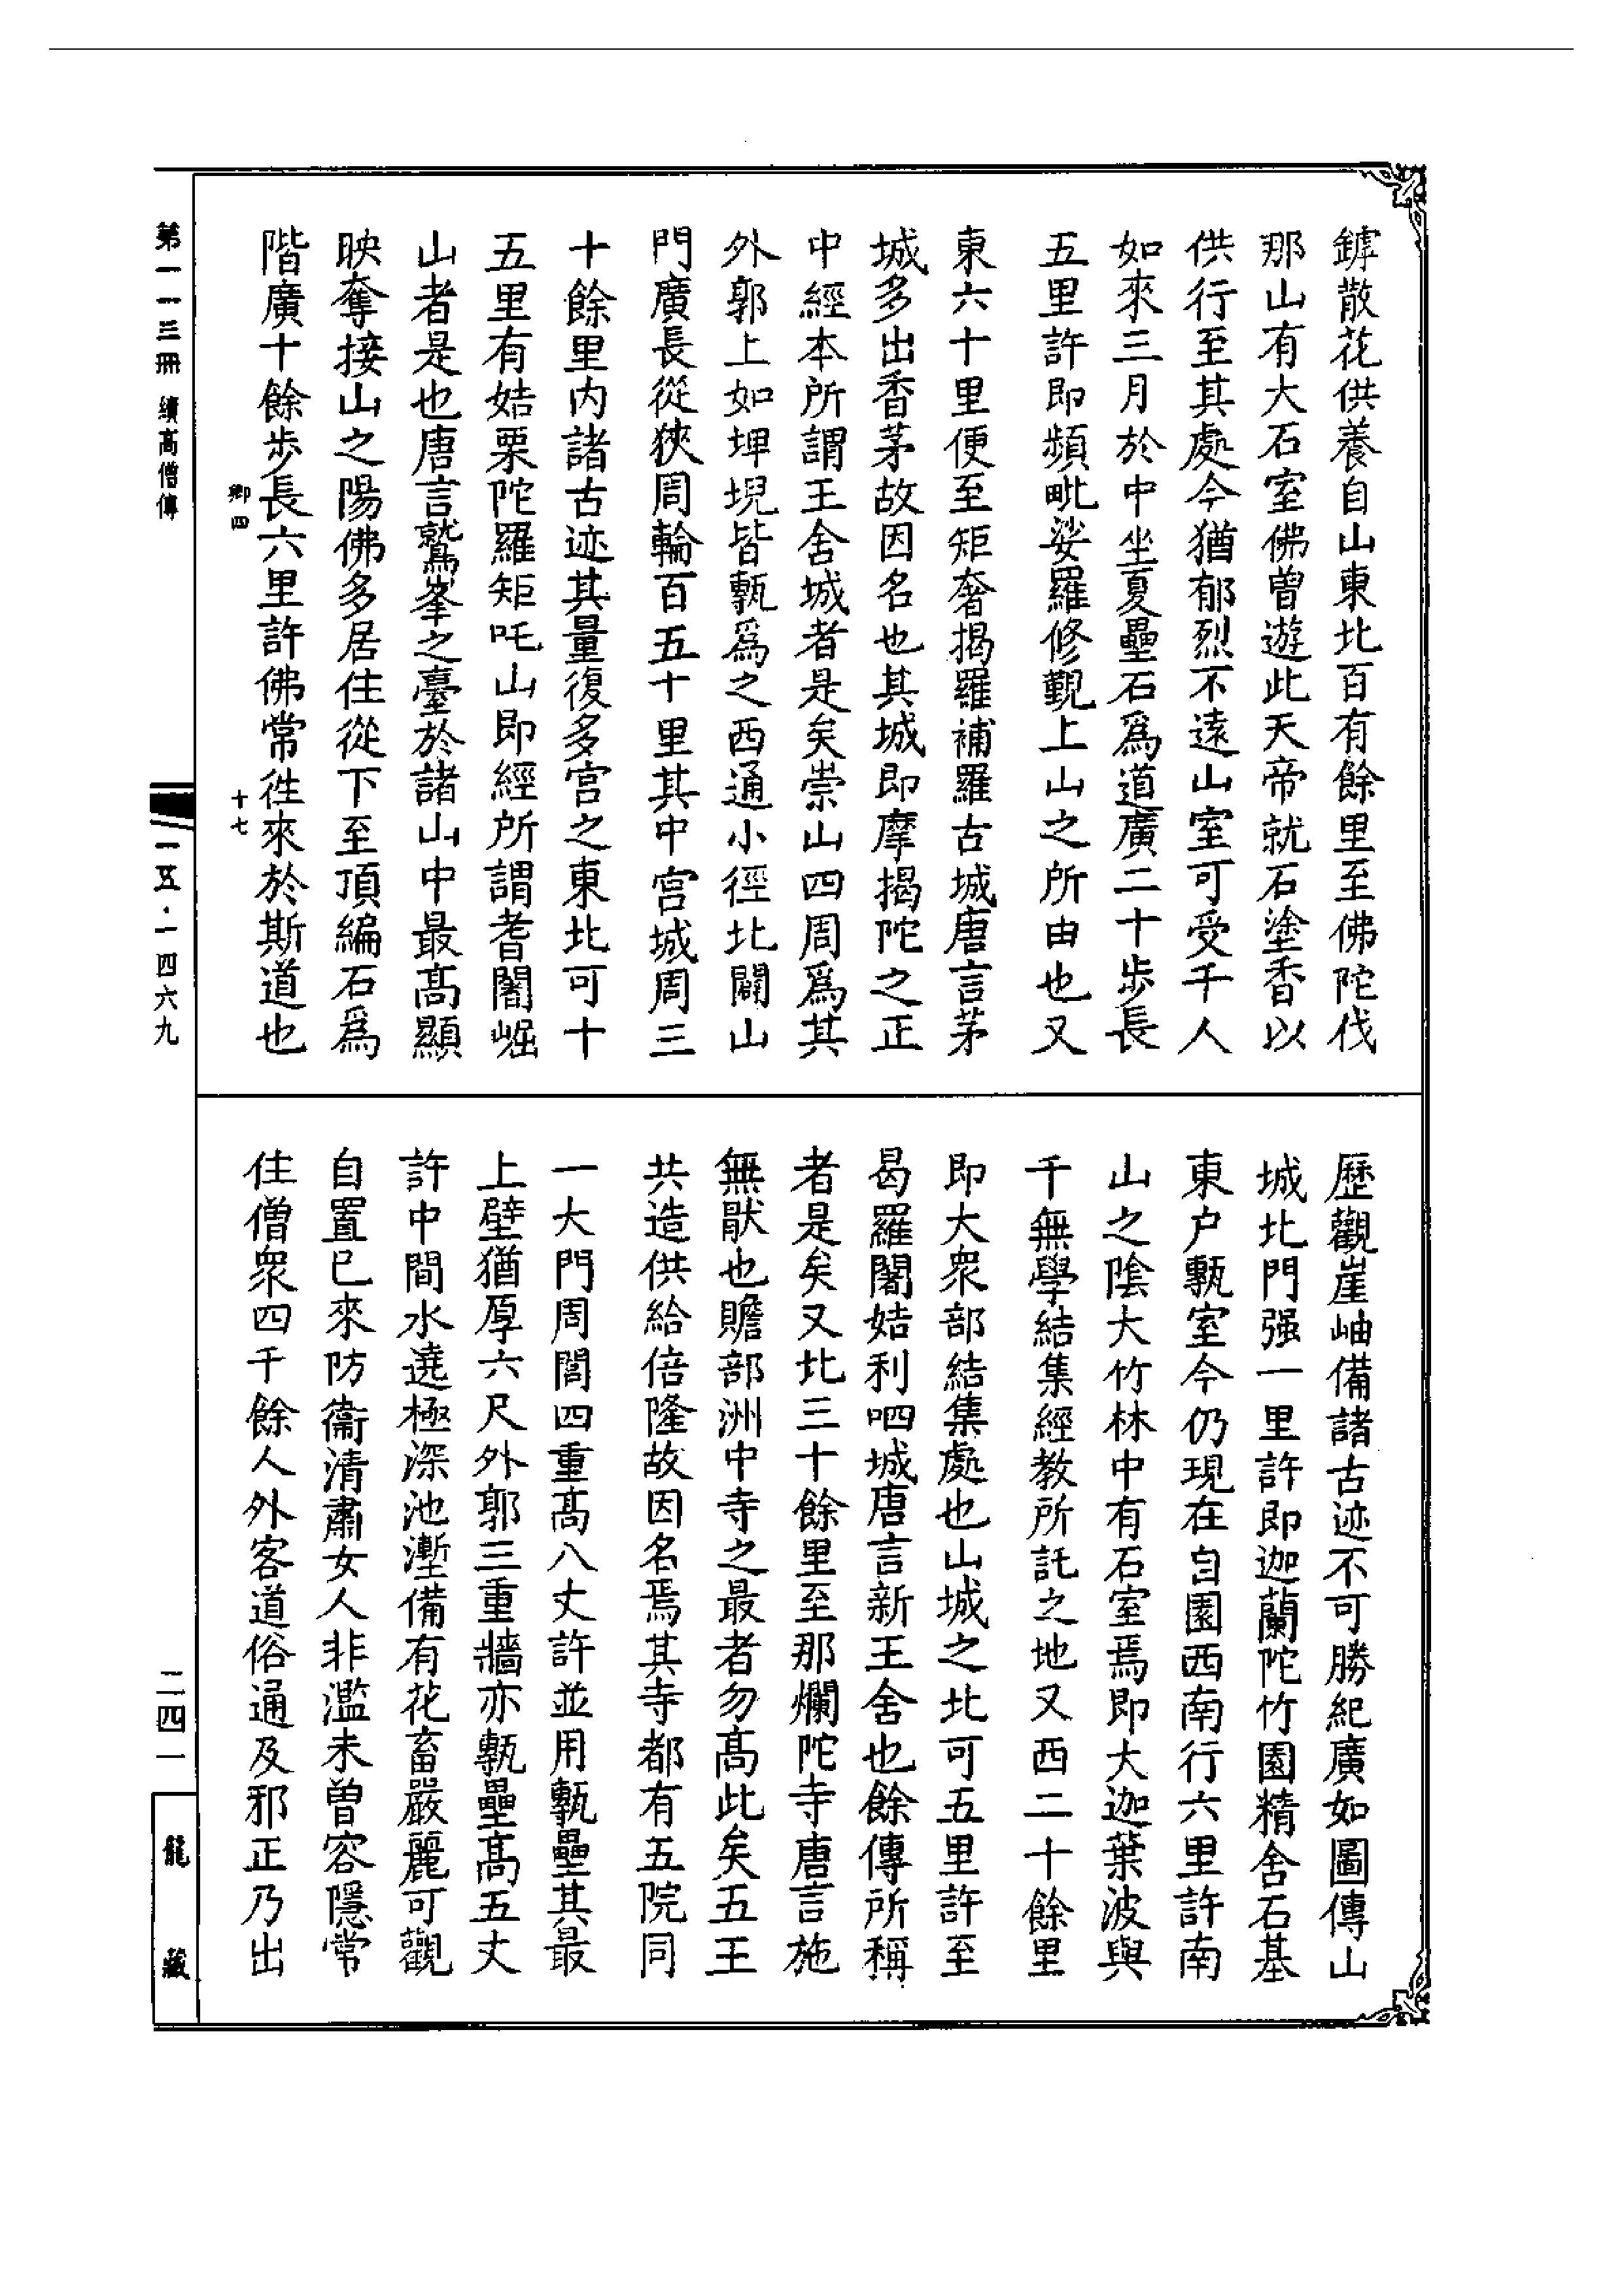 鎼散花供養自山東北百有餘里至佛陀伐
那山有大石室佛曾遊此天帝就石塗香以
供行至其處今猶郁烈不遠山室可受千人
如來三月於中坐夏壘石爲道廣二十步長
五里許即頻毗娑羅修覲上山之所由也又
東六十里便至矩奢揭羅補羅古城唐言茅
城多出香茅故因名也其城即摩揭陀之正
中經本所謂王舍城者是矣崇山四周爲其
外郭上如埤堄皆甎爲之西通小徑北闢山
門廣長從狹周輪百五十里其中宮城周三
十餘里内諸古迹其量復多宮之東北可十
五里有姞栗陀羅矩吒山即經所謂耆闍崛
山者是也唐言鷲峯之臺於諸山中最高顯
映奪接山之陽佛多居住從下至頂編石爲
階廣十餘步長六里許佛常徃來於斯道也
卿四
十七
歷觀崖岫備諸古迹不可勝紀廣如圖傳山
城北門强一里許即迦蘭陀竹園精舍石基
東户甎室今仍現在自園西南行六里許南
山之陰大竹林中有石室焉即大迦葉波與
千無學結集經教所託之地又西二十餘里
即大衆部結集處也山城之北可五里許至
曷羅闍姞利呬城唐言新王舍也餘傳所稱
者是矣又北三十餘里至那爛陀寺唐言施
無猒也贍部洲中寺之最者勿高此矣五王
共造供給倍隆故因名焉其寺都有五院同
一大門周閭四重高八丈許並用甎壘其最
上壁猶厚六尺外郭三重牆亦甎壘高五丈
許中間水遶極深池塹備有花畜嚴麗可觀
自置已來防衞清肅女人非濫未曾容隱常
住僧衆四千餘人外客道俗通及邪正乃出
第一一三冊 續高僧傳
一五·一四六九
二四一
龍藏